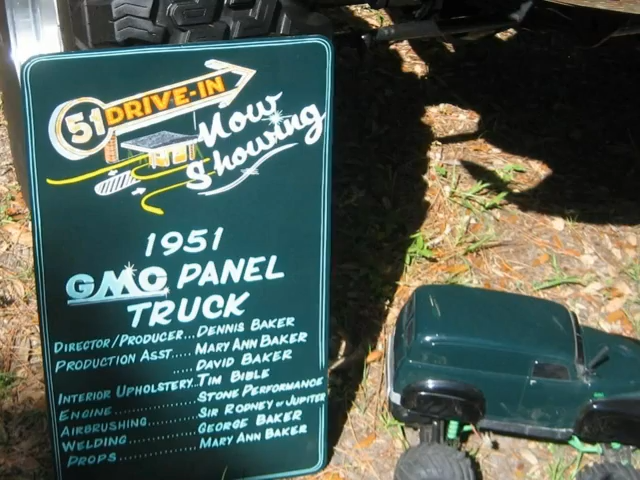 51 DRIVE-IN
Now
Showing
1951
GMC PANEL
TRUCK
DIRECTOR/PRODUCER... DENNIS BAKER
PRODUCTION ASST..... MARY ANN BAKER
..... DAVID BAKER
INTERIOR UPHOLSTERY.. TIM BIBLE
ENGINE............... STONE PERFORMANCE
AIRBRUSHING......... SIR RODNEY OF JUPITER
WELDING............. GEORGE BAKER
PROPS............... MARY ANN BAKER